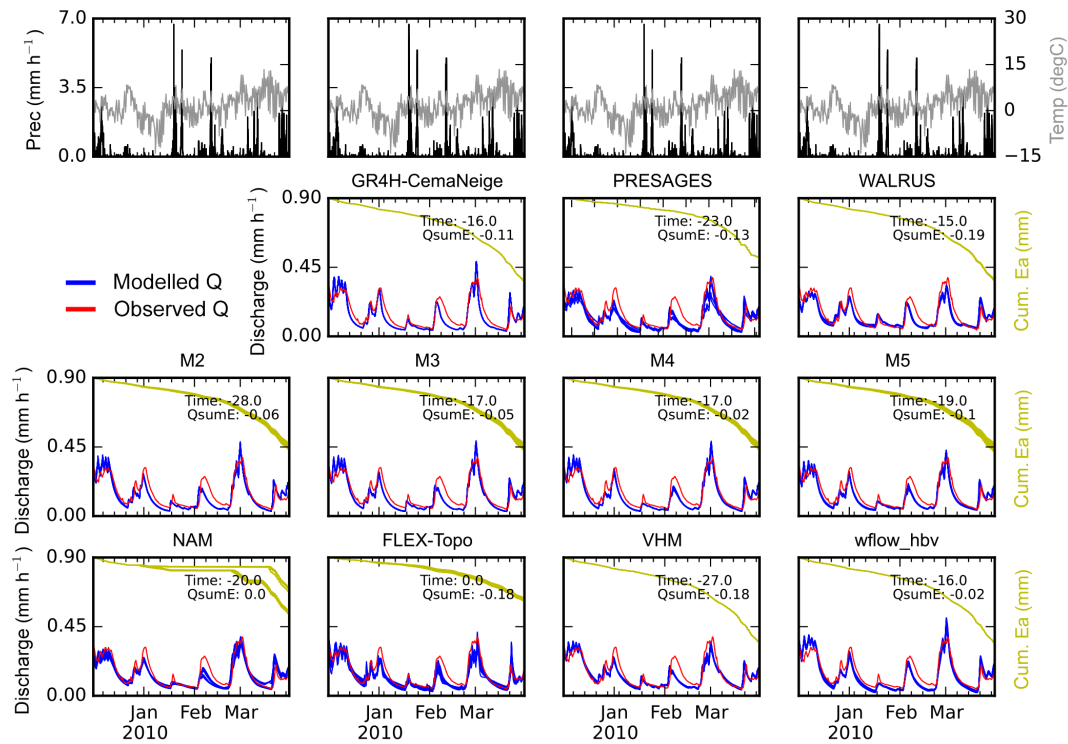 7.0
3.5
0.0
Prec (mm h⁻¹)
30
15
0
−15
Temp (degC)
GR4H-CemaNeige
PRESAGES
WALRUS
0.90
0.45
0.00
Discharge (mm h⁻¹)
Time: -16.0
QsumE: -0.11
Time: -23.0
QsumE: -0.13
Time: -15.0
QsumE: -0.19
Cum. Ea (mm)
Modelled Q
Observed Q
M2
M3
M4
M5
0.90
0.45
0.00
Discharge (mm h⁻¹)
Time: -28.0
QsumE: -0.06
Time: -17.0
QsumE: -0.05
Time: -17.0
QsumE: -0.02
Time: -19.0
QsumE: -0.1
Cum. Ea (mm)
NAM
FLEX-Topo
VHM
wflow_hbv
0.90
0.45
0.00
Discharge (mm h⁻¹)
Time: -20.0
QsumE: 0.0
Time: 0.0
QsumE: -0.18
Time: -27.0
QsumE: -0.18
Time: -16.0
QsumE: -0.02
Cum. Ea (mm)
Jan Feb Mar
2010
Jan Feb Mar
2010
Jan Feb Mar
2010
Jan Feb Mar
2010